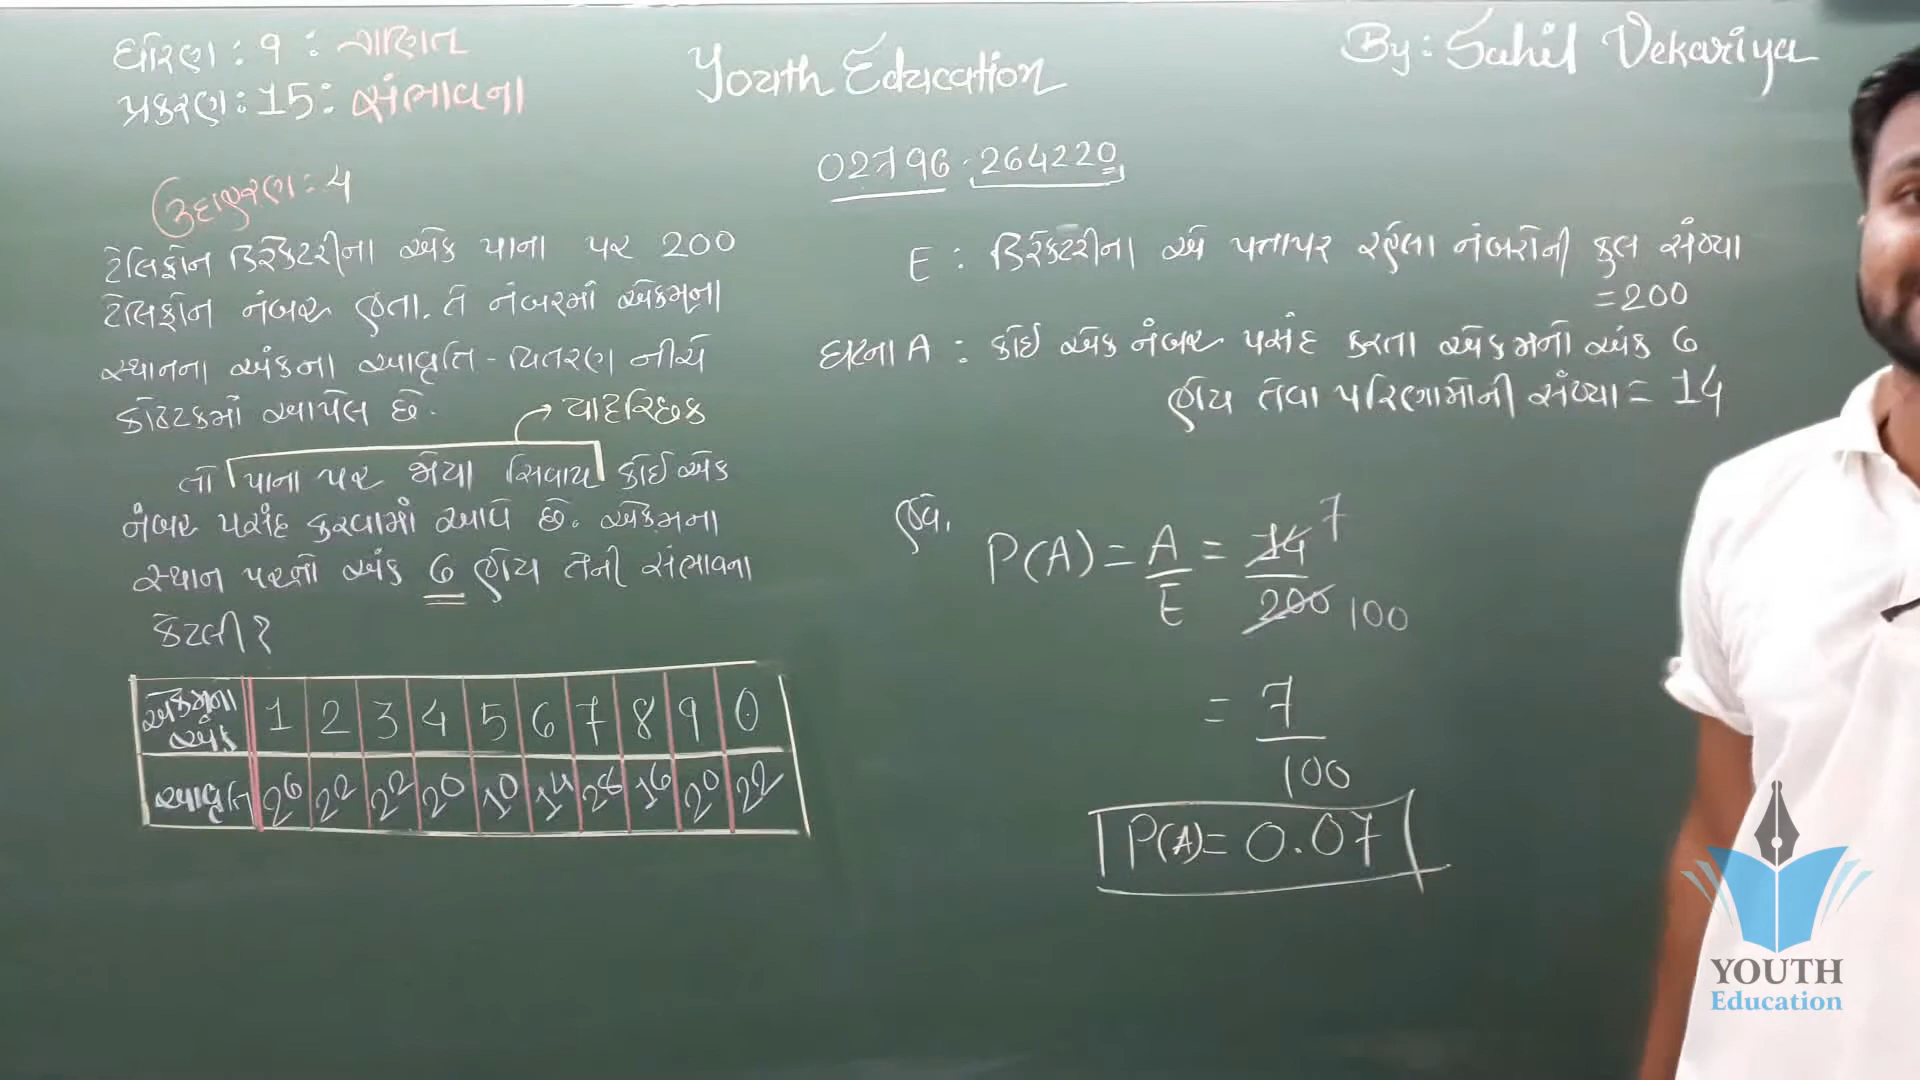 ધોરણ : ૧ : ગણિત
પ્રકરણ : 15 : સંભાવના
Youth Education
By : Sahil Vekariya
02796 - 264220
ઉદાહરણ : ૫
ટેલિફોન ડિરેક્ટરીના એક પાના પર 200
ટેલિફોન નંબર હતા. તે નંબરમાં એકમના
સ્થાનના અંકના આવૃત્તિ - વિતરણ નીચે
કોષ્ટકમાં આપેલ છે.
યાદચ્છિક
તો પાના પર જોયા સિવાય કોઈ એક
નંબર પસંદ કરવામાં આવે છે. એકમના
સ્થાન પરનો અંક 6 હોય તેની સંભાવના
કેટલી?
એકમના અંક 1 2 3 4 5 6 7 8 9 0
આવૃત્તિ 26 22 22 20 10 14 28 16 20 22
E : ડિરેક્ટરીના એ પતાપર રહેલા નંબરોની કુલ સંખ્યા
= 200
ઘટના A : કોઈ એક નંબર પસંદ કરતા એકમનો અંક 6
હોય તેવા પરિણામોની સંખ્યા = 14
હવે,
P(A) = A/E = 14/200 7 100
= 7/100
P(A) = 0.07
YOUTH
Education